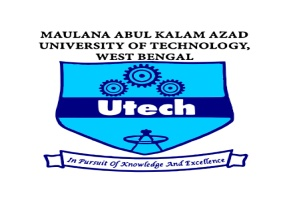 MAULANA ABUL KALAM AZAD
UNIVERSITY OF TECHNOLOGY,
WEST BENGAL
Utech
In Pursuit Of Knowledge And Excellence